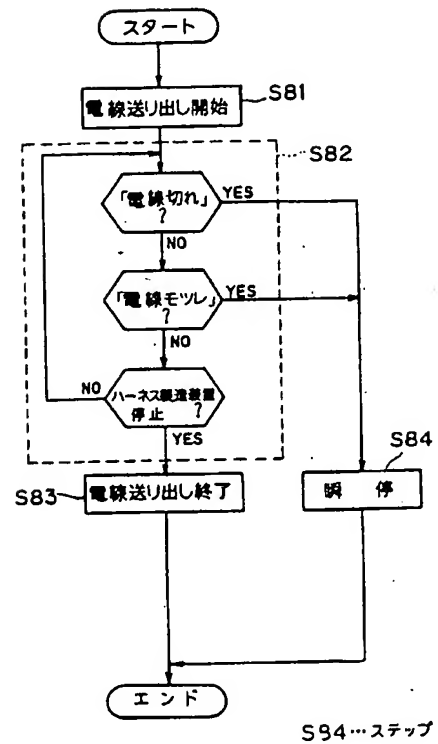 スタート
電線送り出し開始
S81
S82
「電線切れ」
?
YES
NO
「電線モツレ」
?
YES
NO
ハーネス製造装置
停止 ?
NO
YES
S83
電線送り出し終了
S84
瞬 停
エンド
S84…ステップ